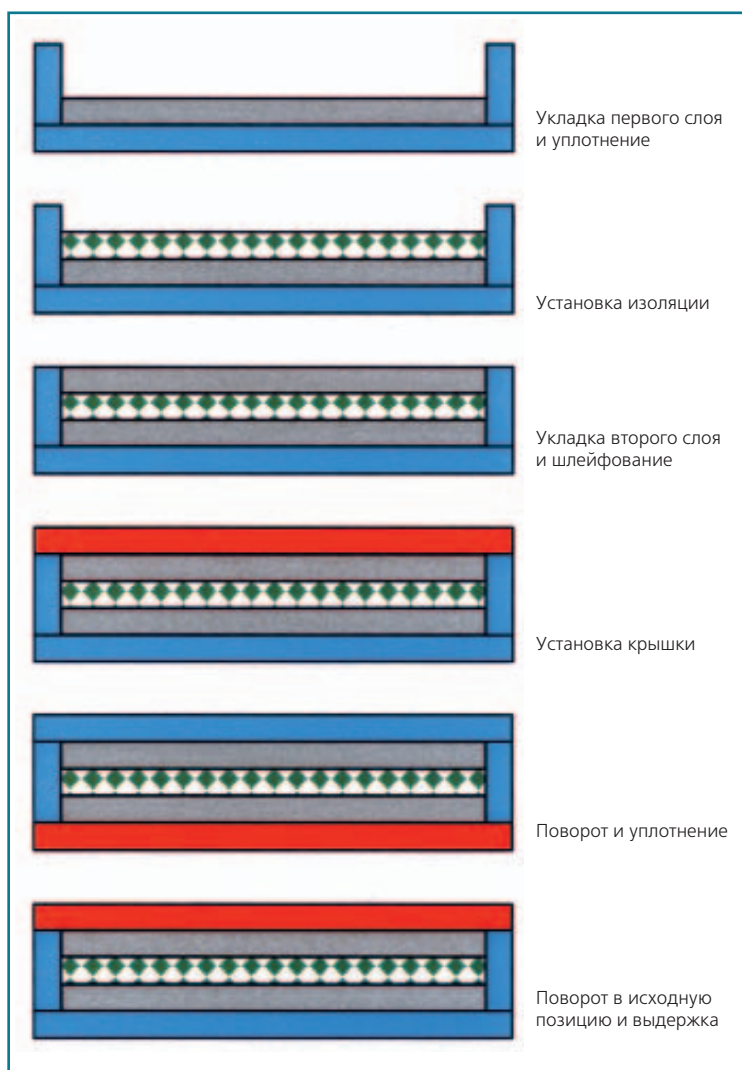 Укладка первого слоя
и уплотнение
Установка изоляции
Укладка второго слоя
и шлейфование
Установка крышки
Поворот и уплотнение
Поворот в исходную
позицию и выдержка